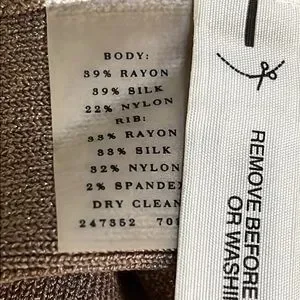 BODY:
39% RAYON
39% SILK
22% NYLON
RIB:
33% RAYON
33% SILK
32% NYLON
2% SPANDEX
DRY CLEAN
247352 701
REMOVE BEFORE
OR WASHI